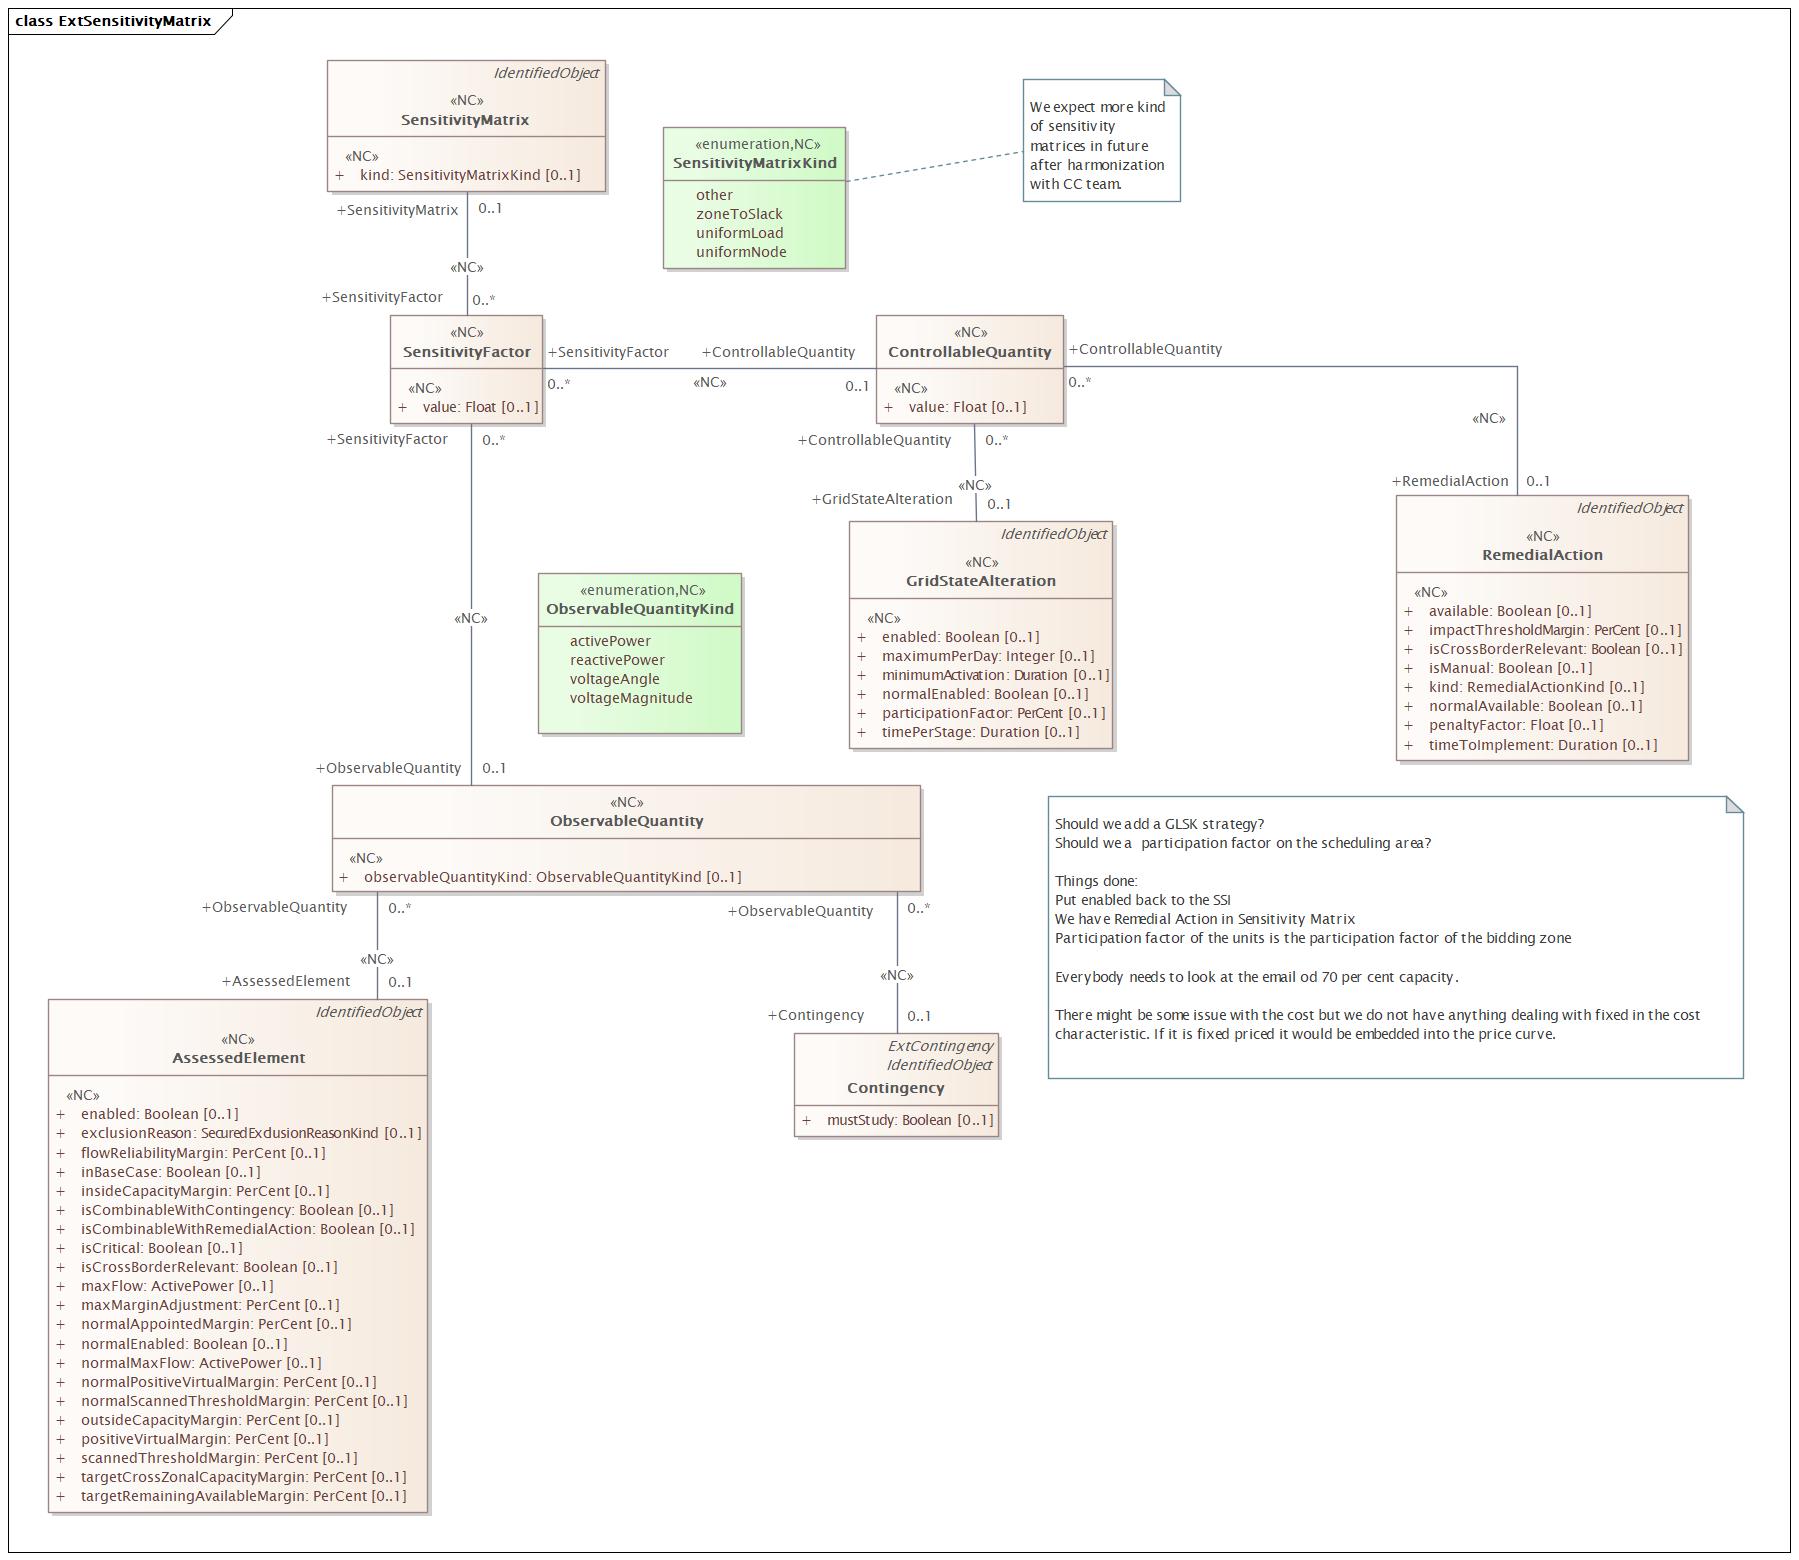 class ExtSensitivityMatrix
IdentifiedObject
«NC»
SensitivityMatrix
«NC»
+ kind: SensitivityMatrixKind [0..1]
+SensitivityMatrix 0..1
«NC»
+SensitivityFactor 0..*
«enumeration,NC»
SensitivityMatrixKind
other
zoneToSlack
uniformLoad
uniformNode
We expect more kind
of sensitivity
matrices in future
after harmonization
with CC team.
«NC»
SensitivityFactor
«NC»
+ value: Float [0..1]
+SensitivityFactor +ControllableQuantity
0..* «NC» 0..1
«NC»
ControllableQuantity
«NC»
+ value: Float [0..1]
+ControllableQuantity
0..*
«NC»
+RemedialAction 0..1
+SensitivityFactor 0..*
«NC»
+ObservableQuantity 0..1
+ControllableQuantity 0..*
«NC»
+GridStateAlteration 0..1
IdentifiedObject
«NC»
GridStateAlteration
«NC»
+ enabled: Boolean [0..1]
+ maximumPerDay: Integer [0..1]
+ minimumActivation: Duration [0..1]
+ normalEnabled: Boolean [0..1]
+ participationFactor: PerCent [0..1]
+ timePerStage: Duration [0..1]
IdentifiedObject
«NC»
RemedialAction
«NC»
+ available: Boolean [0..1]
+ impactThresholdMargin: PerCent [0..1]
+ isCrossBorderRelevant: Boolean [0..1]
+ isManual: Boolean [0..1]
+ kind: RemedialActionKind [0..1]
+ normalAvailable: Boolean [0..1]
+ penaltyFactor: Float [0..1]
+ timeToImplement: Duration [0..1]
«enumeration,NC»
ObservableQuantityKind
activePower
reactivePower
voltageAngle
voltageMagnitude
«NC»
ObservableQuantity
«NC»
+ observableQuantityKind: ObservableQuantityKind [0..1]
+ObservableQuantity 0..*
«NC»
+AssessedElement 0..1
+ObservableQuantity 0..*
«NC»
+Contingency 0..1
Should we add a GLSK strategy?
Should we a participation factor on the scheduling area?
Things done:
Put enabled back to the SSI
We have Remedial Action in Sensitivity Matrix
Participation factor of the units is the participation factor of the bidding zone
Everybody needs to look at the email od 70 per cent capacity.
There might be some issue with the cost but we do not have anything dealing with fixed in the cost
characteristic. If it is fixed priced it would be embedded into the price curve.
IdentifiedObject
«NC»
AssessedElement
«NC»
+ enabled: Boolean [0..1]
+ exclusionReason: SecuredExclusionReasonKind [0..1]
+ flowReliabilityMargin: PerCent [0..1]
+ inBaseCase: Boolean [0..1]
+ insideCapacityMargin: PerCent [0..1]
+ isCombinableWithContingency: Boolean [0..1]
+ isCombinableWithRemedialAction: Boolean [0..1]
+ isCritical: Boolean [0..1]
+ isCrossBorderRelevant: Boolean [0..1]
+ maxFlow: ActivePower [0..1]
+ maxMarginAdjustment: PerCent [0..1]
+ normalAppointedMargin: PerCent [0..1]
+ normalEnabled: Boolean [0..1]
+ normalMaxFlow: ActivePower [0..1]
+ normalPositiveVirtualMargin: PerCent [0..1]
+ normalScannedThresholdMargin: PerCent [0..1]
+ outsideCapacityMargin: PerCent [0..1]
+ positiveVirtualMargin: PerCent [0..1]
+ scannedThresholdMargin: PerCent [0..1]
+ targetCrossZonalCapacityMargin: PerCent [0..1]
+ targetRemainingAvailableMargin: PerCent [0..1]
ExtContingency
IdentifiedObject
Contingency
+ mustStudy: Boolean [0..1]